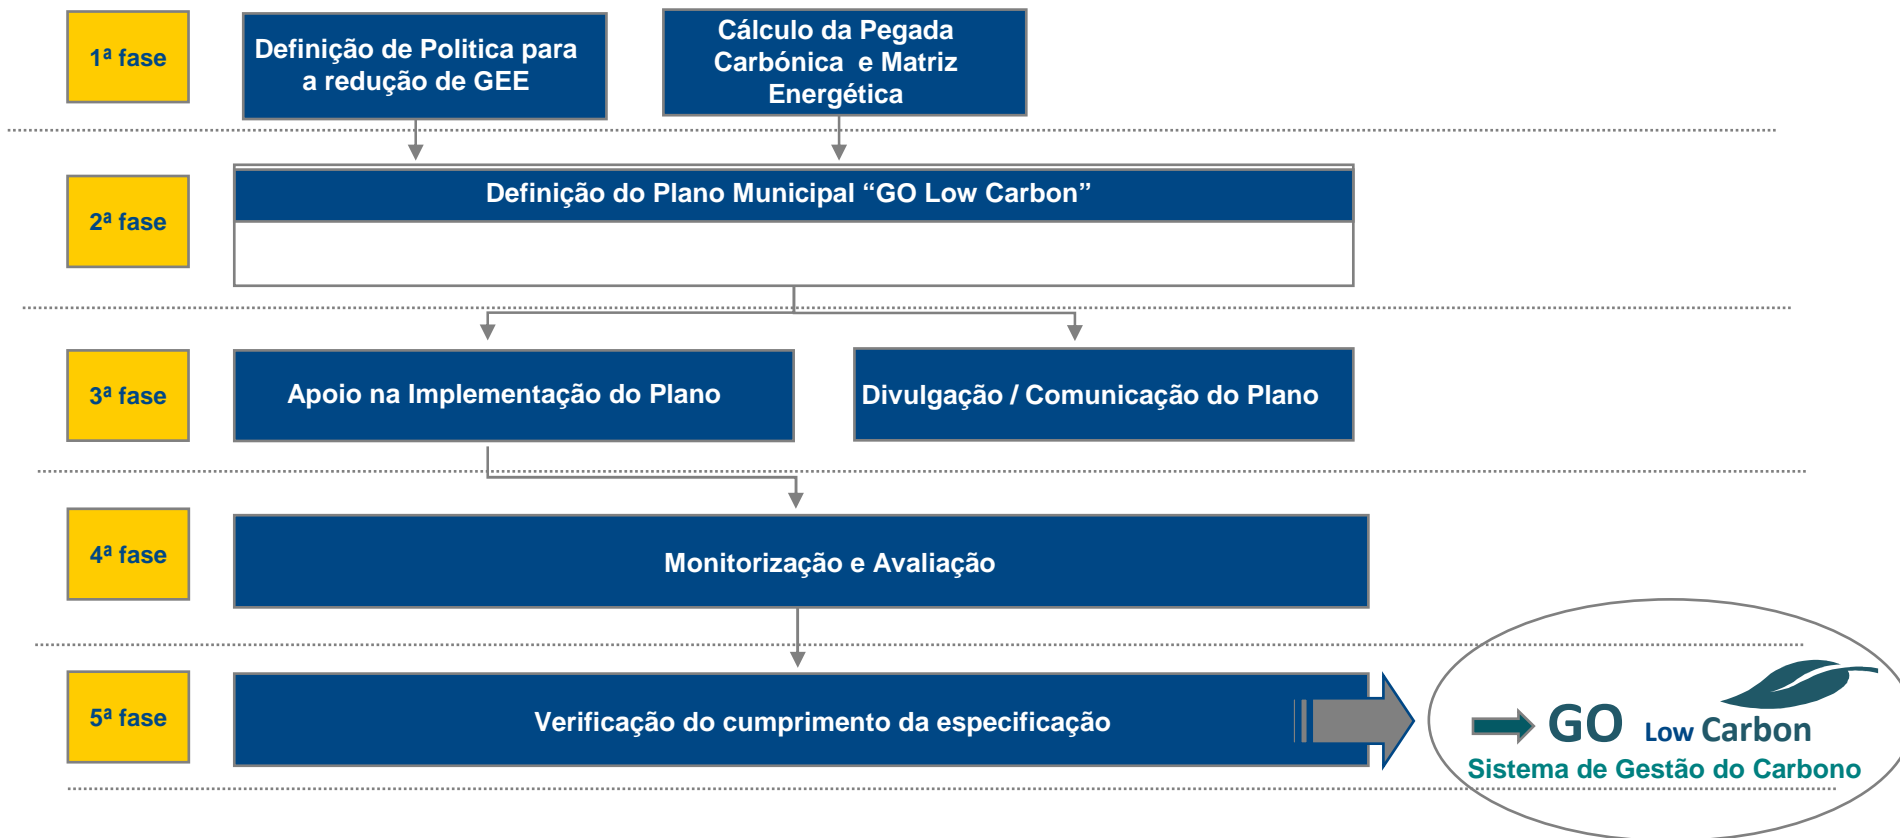 1ª fase
Definição de Politica para
a redução de GEE
Cálculo da Pegada
Carbónica e Matriz
Energética
2ª fase
Definição do Plano Municipal “GO Low Carbon”
3ª fase
Apoio na Implementação do Plano
Divulgação / Comunicação do Plano
4ª fase
Monitorização e Avaliação
5ª fase
Verificação do cumprimento da especificação
GO Low Carbon
Sistema de Gestão do Carbono